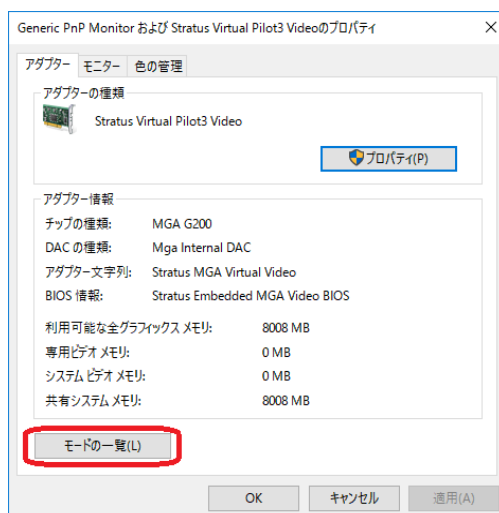 Generic PnP Monitor および Stratus Virtual Pilot3 Videoのプロパティ
アダプター モニター 色の管理
アダプターの種類
Stratus Virtual Pilot3 Video
プロパティ(P)
アダプター情報
チップの種類: MGA G200
DAC の種類: Mga Internal DAC
アダプター文字列: Stratus MGA Virtual Video
BIOS 情報: Stratus Embedded MGA Video BIOS
利用可能な全グラフィックス メモリ: 8008 MB
専用ビデオ メモリ: 0 MB
システム ビデオ メモリ: 0 MB
共有システム メモリ: 8008 MB
モードの一覧(L)
OK キャンセル 適用(A)